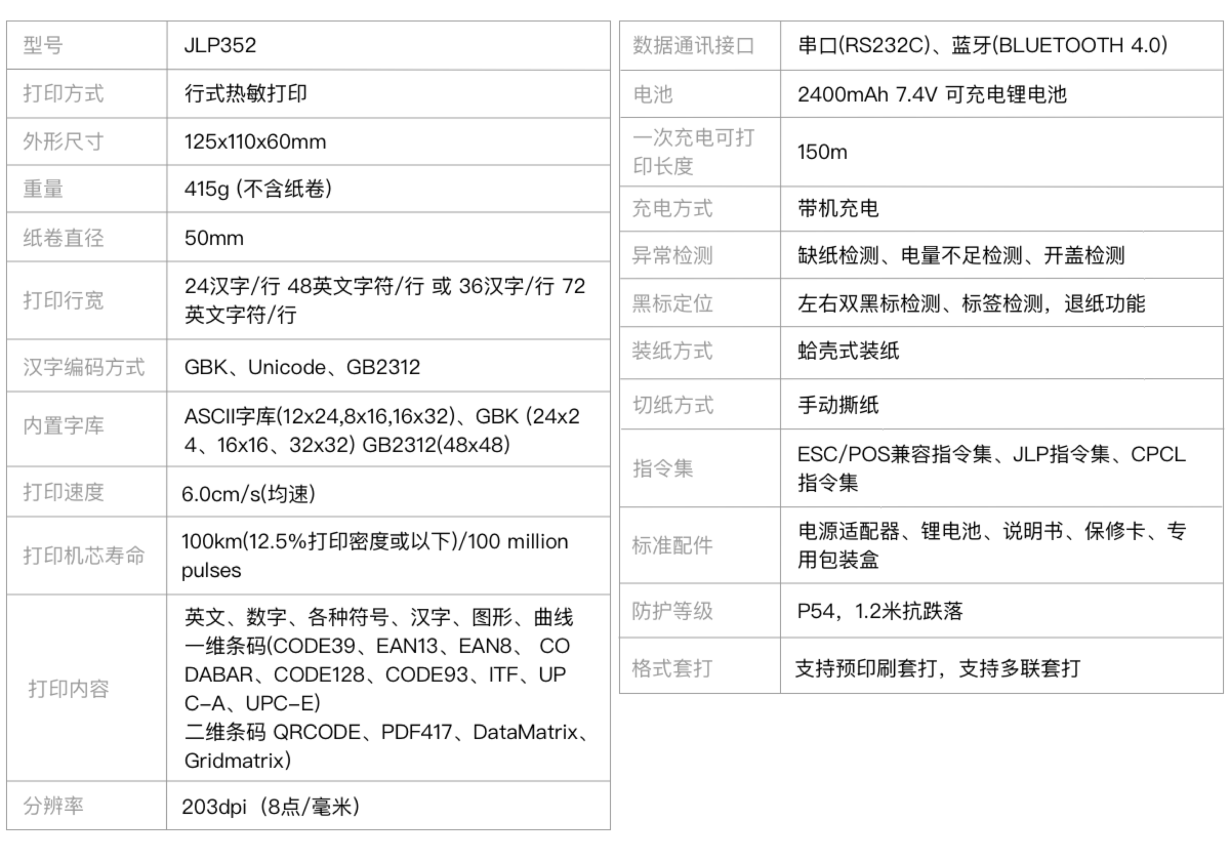 型号
JLP352
打印方式
行式热敏打印
外形尺寸
125x110x60mm
重量
415g (不含纸卷)
纸卷直径
50mm
打印行宽
24汉字/行 48英文字符/行 或 36汉字/行 72
英文字符/行
汉字编码方式
GBK、Unicode、GB2312
内置字库
ASCII字库(12x24,8x16,16x32)、GBK (24x2
4、16x16、32x32) GB2312(48x48)
打印速度
6.0cm/s(均速)
打印机芯寿命
100km(12.5%打印密度或以下)/100 million
pulses
打印内容
英文、数字、各种符号、汉字、图形、曲线
一维条码(CODE39、EAN13、EAN8、 CO
DABAR、CODE128、CODE93、ITF、UP
C-A、UPC-E)
二维条码 QRCODE、PDF417、DataMatrix、
Gridmatrix)
分辨率
203dpi（8点/毫米）
数据通讯接口
串口(RS232C)、蓝牙(BLUETOOTH 4.0)
电池
2400mAh 7.4V 可充电锂电池
一次充电可打
印长度
150m
充电方式
带机充电
异常检测
缺纸检测、电量不足检测、开盖检测
黑标定位
左右双黑标检测、标签检测，退纸功能
装纸方式
蛤壳式装纸
切纸方式
手动撕纸
指令集
ESC/POS兼容指令集、JLP指令集、CPCL
指令集
标准配件
电源适配器、锂电池、说明书、保修卡、专
用包装盒
防护等级
P54，1.2米抗跌落
格式套打
支持预印刷套打，支持多联套打